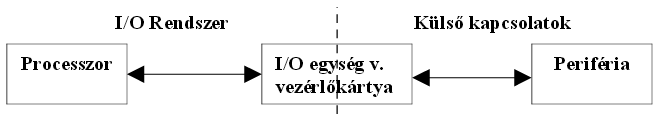 I/O Rendszer
Külső kapcsolatok
Processzor
I/O egység v.
vezérlőkártya
Periféria